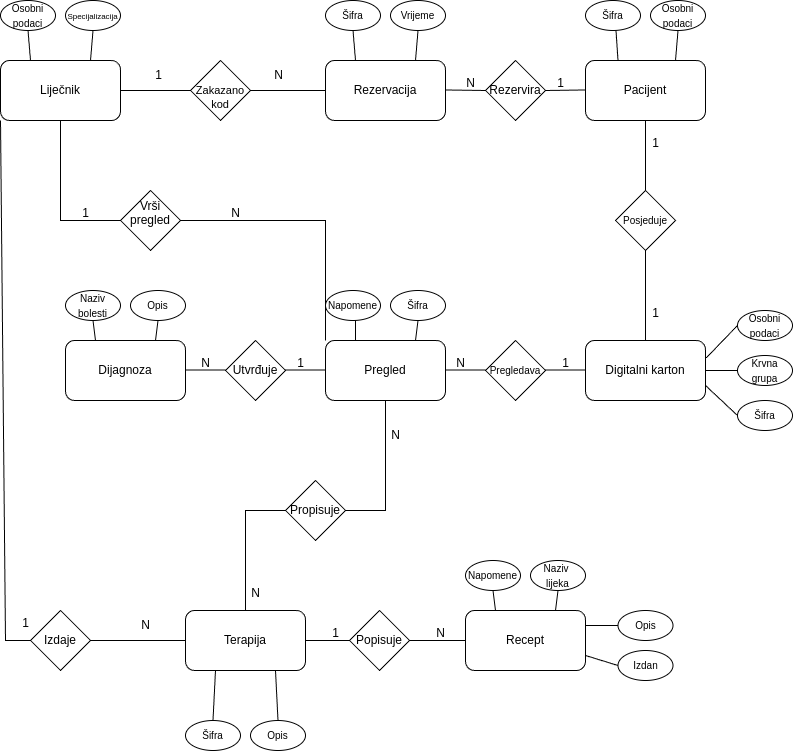 Osobni
podaci
Specijalizacija
Šifra
Vrijeme
Šifra
Osobni
podaci
Liječnik
1
Zakazano
kod
N
Rezervacija
N
Rezervira
1
Pacijent
1
1
Vrši
pregled
N
Posjeduje
1
Naziv
bolesti
Opis
Napomene
Šifra
Osobni
podaci
Dijagnoza
N
Utvrđuje
1
Pregled
N
Pregledava
1
Digitalni karton
Krvna
grupa
Šifra
N
Propisuje
N
Napomene
Naziv
lijeka
1
Izdaje
N
Terapija
1
Popisuje
N
Recept
Opis
Izdan
Šifra
Opis